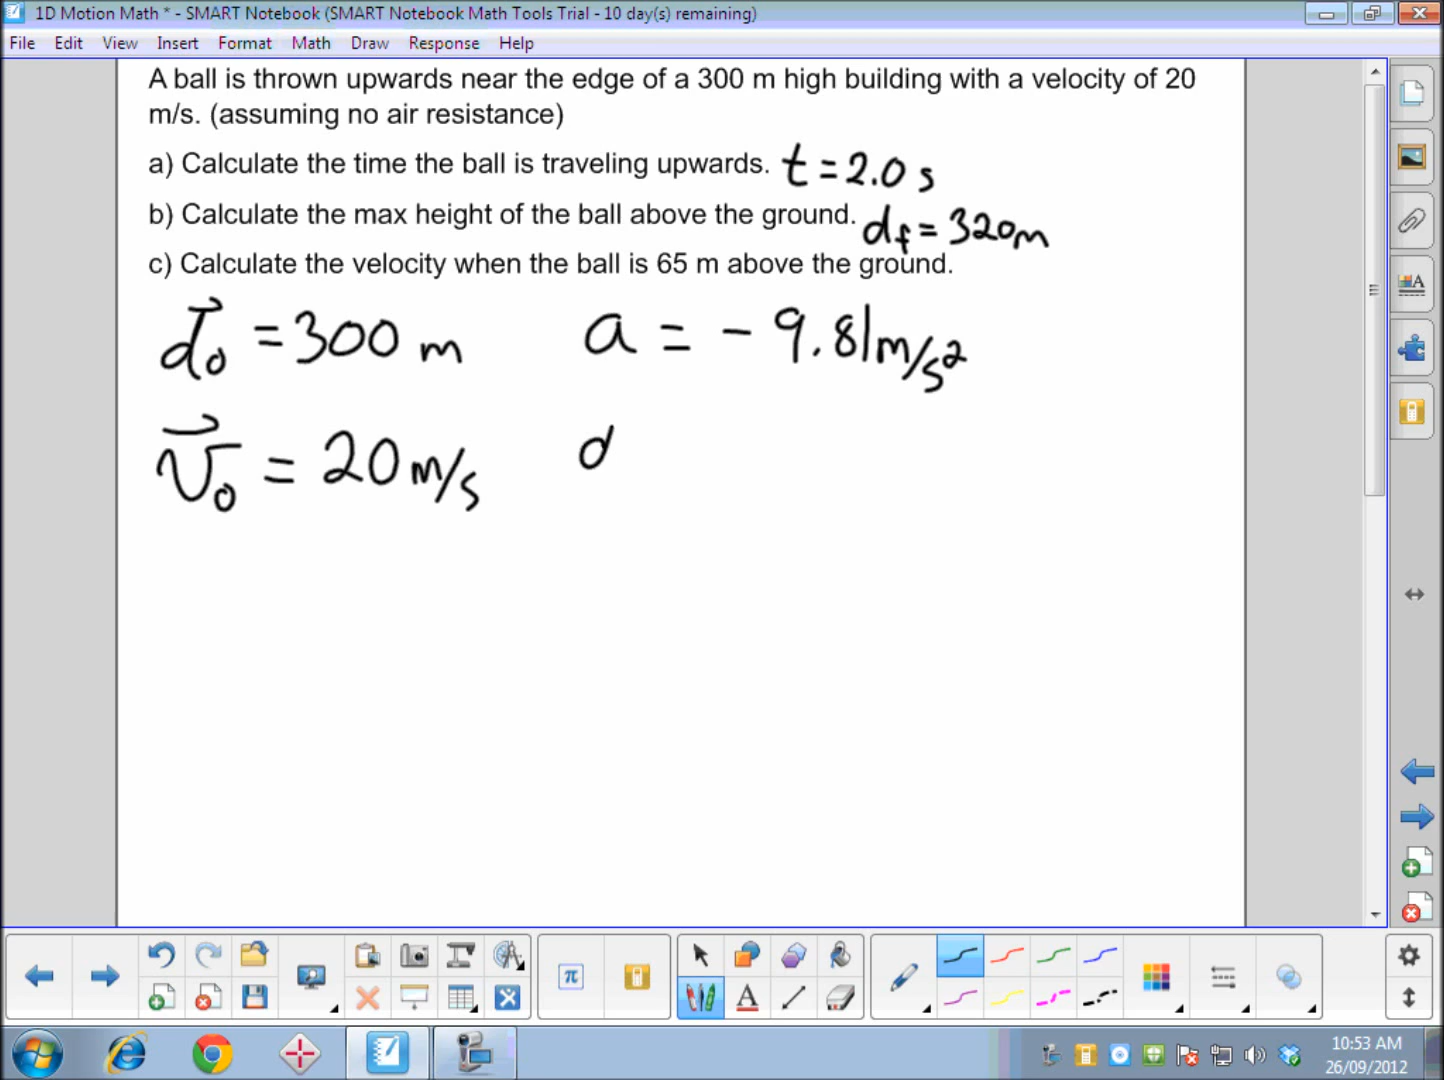 1D Motion Math * - SMART Notebook (SMART Notebook Math Tools Trial - 10 day(s) remaining)
File Edit View Insert Format Math Draw Response Help
A ball is thrown upwards near the edge of a 300 m high building with a velocity of 20
m/s. (assuming no air resistance)
a) Calculate the time the ball is traveling upwards. t = 2.0 s
b) Calculate the max height of the ball above the ground. df = 320m
c) Calculate the velocity when the ball is 65 m above the ground.
d⃗₀ = 300 m a = - 9.81 m/s²
v⃗₀ = 20 m/s d
π
A
10:53 AM
26/09/2012